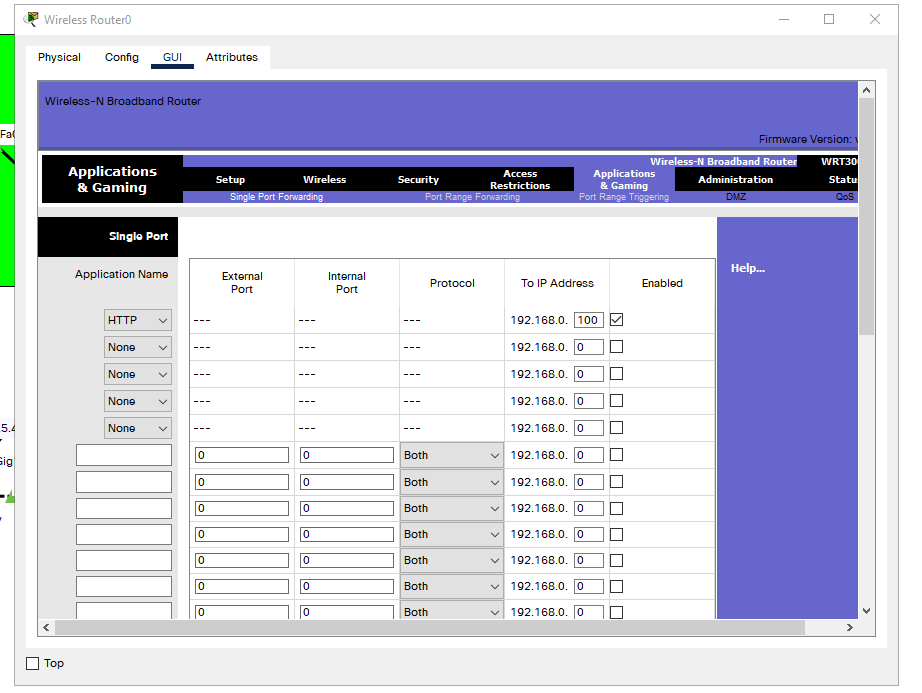 Wireless Router0
Physical Config GUI Attributes
Wireless-N Broadband Router
Firmware Version: v
Wireless-N Broadband Router WRT300
Applications & Gaming
Setup Wireless Security Access Restrictions Applications & Gaming Administration Status
Single Port Forwarding Port Range Forwarding Port Range Triggering DMZ QoS
Single Port
Help...
Application Name External Port Internal Port Protocol To IP Address Enabled
HTTP --- --- --- 192.168.0. 100
None --- --- --- 192.168.0. 0
None --- --- --- 192.168.0. 0
None --- --- --- 192.168.0. 0
None --- --- --- 192.168.0. 0
0 0 Both 192.168.0. 0
0 0 Both 192.168.0. 0
0 0 Both 192.168.0. 0
0 0 Both 192.168.0. 0
0 0 Both 192.168.0. 0
0 0 Both 192.168.0. 0
0 0 Both 192.168.0. 0
Top